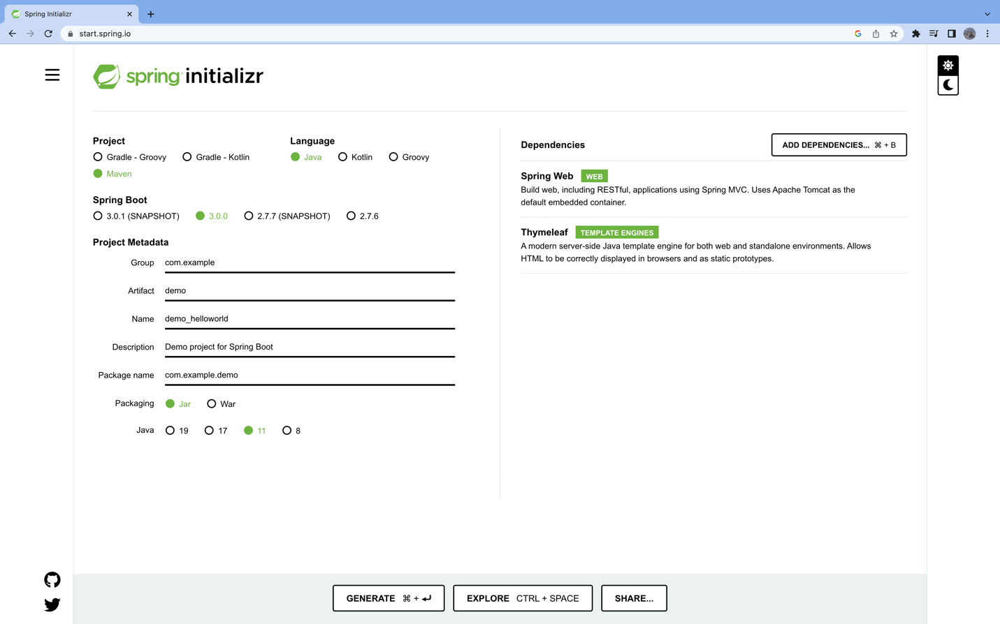 Spring Initializr
start.spring.io
spring initializr
Project
Gradle - Groovy Gradle - Kotlin
Maven
Language
Java Kotlin Groovy
Spring Boot
3.0.1 (SNAPSHOT) 3.0.0 2.7.7 (SNAPSHOT) 2.7.6
Project Metadata
Group com.example
Artifact demo
Name demo_helloworld
Description Demo project for Spring Boot
Package name com.example.demo
Packaging Jar War
Java 19 17 11 8
Dependencies ADD DEPENDENCIES... ⌘ + B
Spring Web WEB
Build web, including RESTful, applications using Spring MVC. Uses Apache Tomcat as the
default embedded container.
Thymeleaf TEMPLATE ENGINES
A modern server-side Java template engine for both web and standalone environments. Allows
HTML to be correctly displayed in browsers and as static prototypes.
GENERATE ⌘ + ⏎ EXPLORE CTRL + SPACE SHARE...